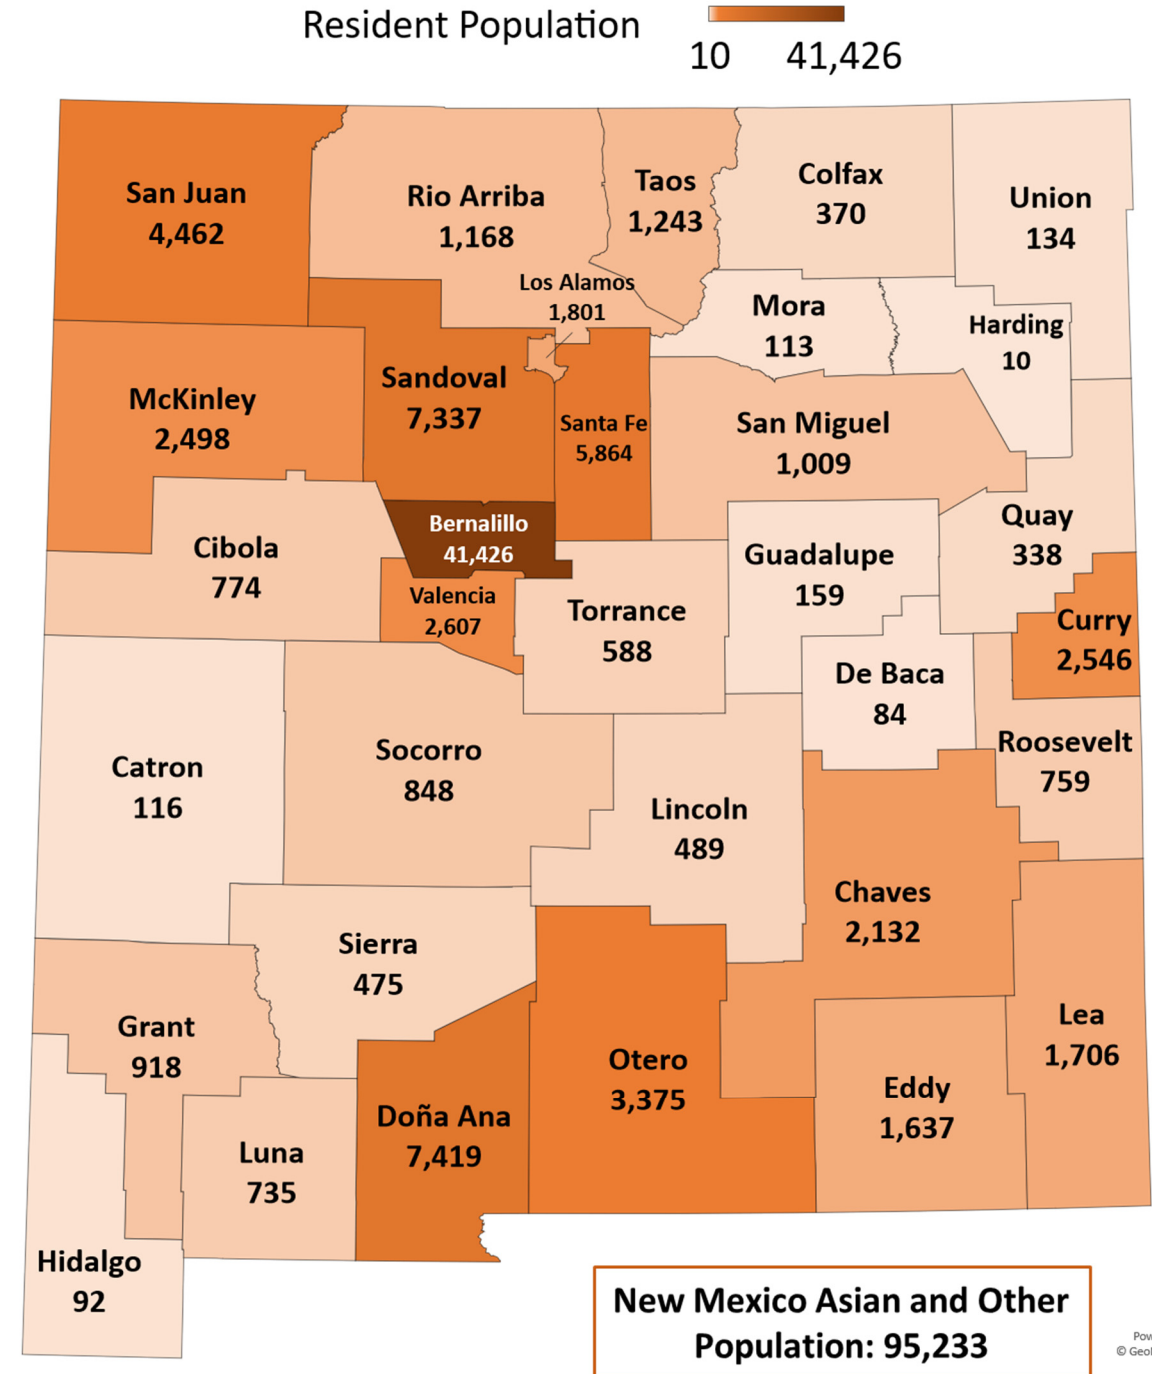 Resident Population
10 41,426
San Juan
4,462
Rio Arriba
1,168
Taos
1,243
Colfax
370
Union
134
Los Alamos
1,801
Mora
113
Harding
10
McKinley
2,498
Sandoval
7,337
Santa Fe
5,864
San Miguel
1,009
Quay
338
Cibola
774
Bernalillo
41,426
Valencia
2,607
Guadalupe
159
Torrance
588
Curry
2,546
De Baca
84
Roosevelt
759
Catron
116
Socorro
848
Lincoln
489
Chaves
2,132
Sierra
475
Grant
918
Lea
1,706
Otero
3,375
Eddy
1,637
Doña Ana
7,419
Luna
735
Hidalgo
92
New Mexico Asian and Other
Population: 95,233